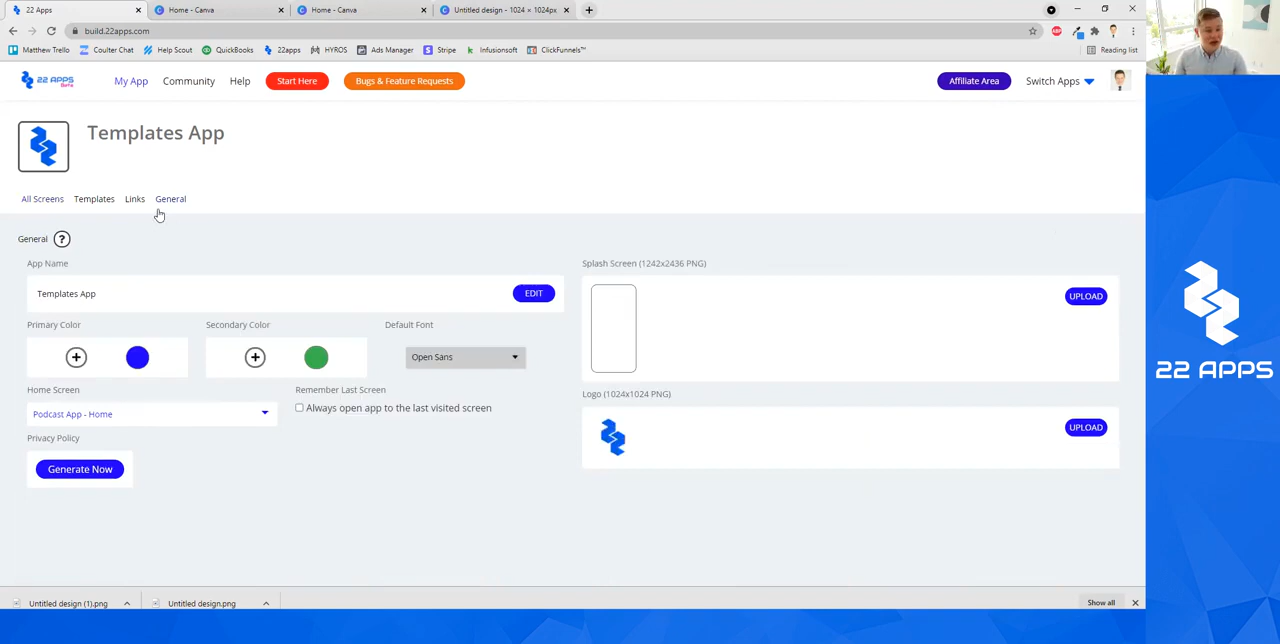 22 Apps
Home - Canva
Home - Canva
Untitled design - 1024 × 1024px
build.22apps.com
Reading list
Matthew Trello
Coulter Chat
Help Scout
QuickBooks
22apps
HYROS
Ads Manager
Stripe
Infusionsoft
ClickFunnels™
22 APPS
Beta
My App
Community
Help
Start Here
Bugs & Feature Requests
Affiliate Area
Switch Apps
Templates App
All Screens
Templates
Links
General
General ?
App Name
Templates App
EDIT
Primary Color
Secondary Color
Default Font
Open Sans
Home Screen
Podcast App - Home
Remember Last Screen
Always open app to the last visited screen
Privacy Policy
Generate Now
Splash Screen (1242x2436 PNG)
UPLOAD
Logo (1024x1024 PNG)
UPLOAD
22 APPS
Untitled design (1).png
Untitled design.png
Show all